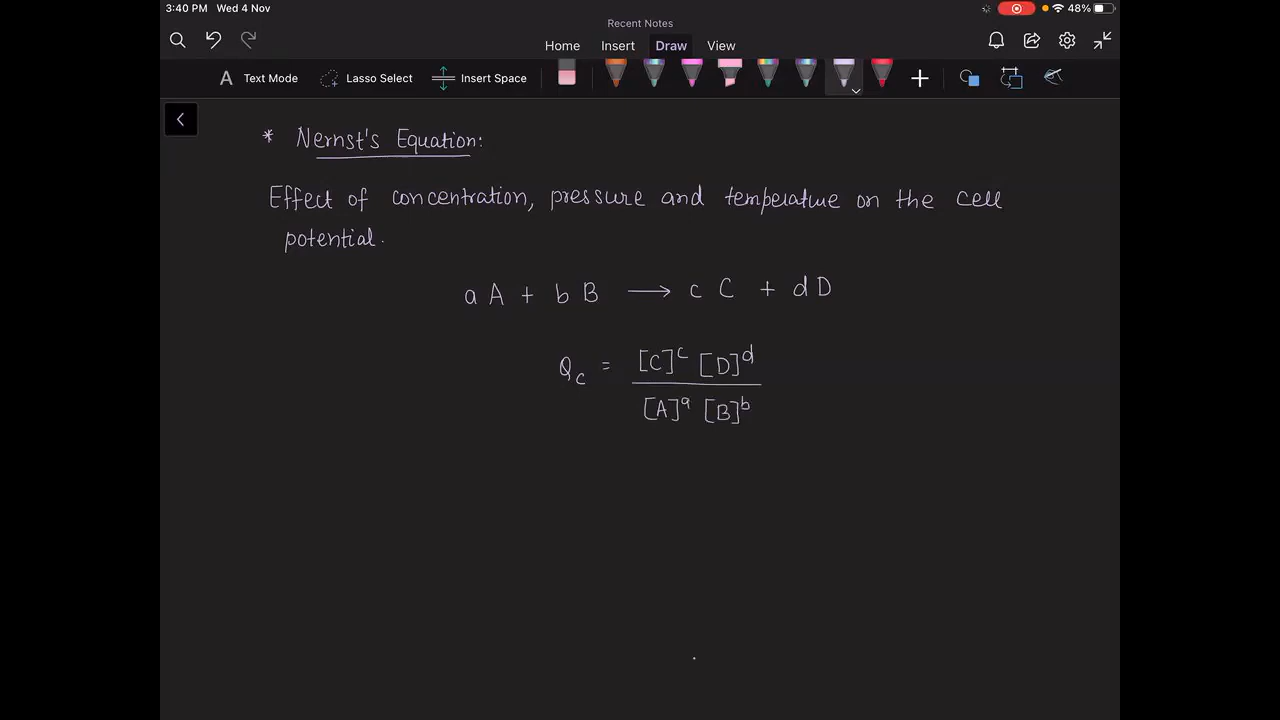 3:40 PM Wed 4 Nov
48%
Recent Notes
Home Insert Draw View
Text Mode Lasso Select Insert Space
* Nernst's Equation:
Effect of concentration, pressure and temperature on the cell
potential.
a A + b B ⟶ c C + d D
Q_c = [C]^c [D]^d
[A]^a [B]^b